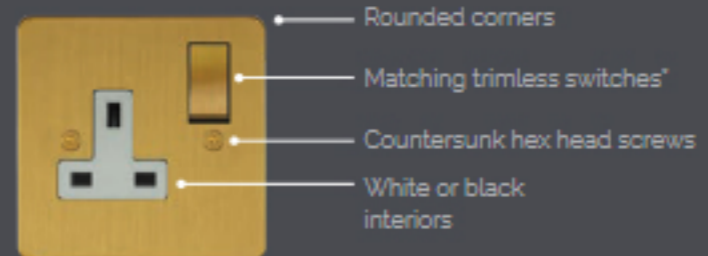 Rounded corners
Matching trimless switches*
Countersunk hex head screws
White or black
interiors